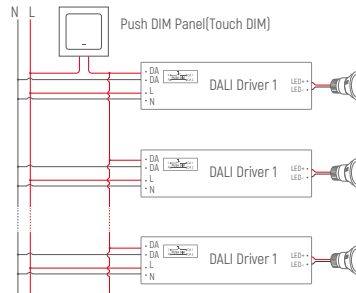 N L
Push DIM Panel(Touch DIM)
DA
DA
L
N
DALI Driver 1
LED+
LED-
DA
DA
L
N
DALI Driver 1
LED+
LED-
DA
DA
L
N
DALI Driver 1
LED+
LED-